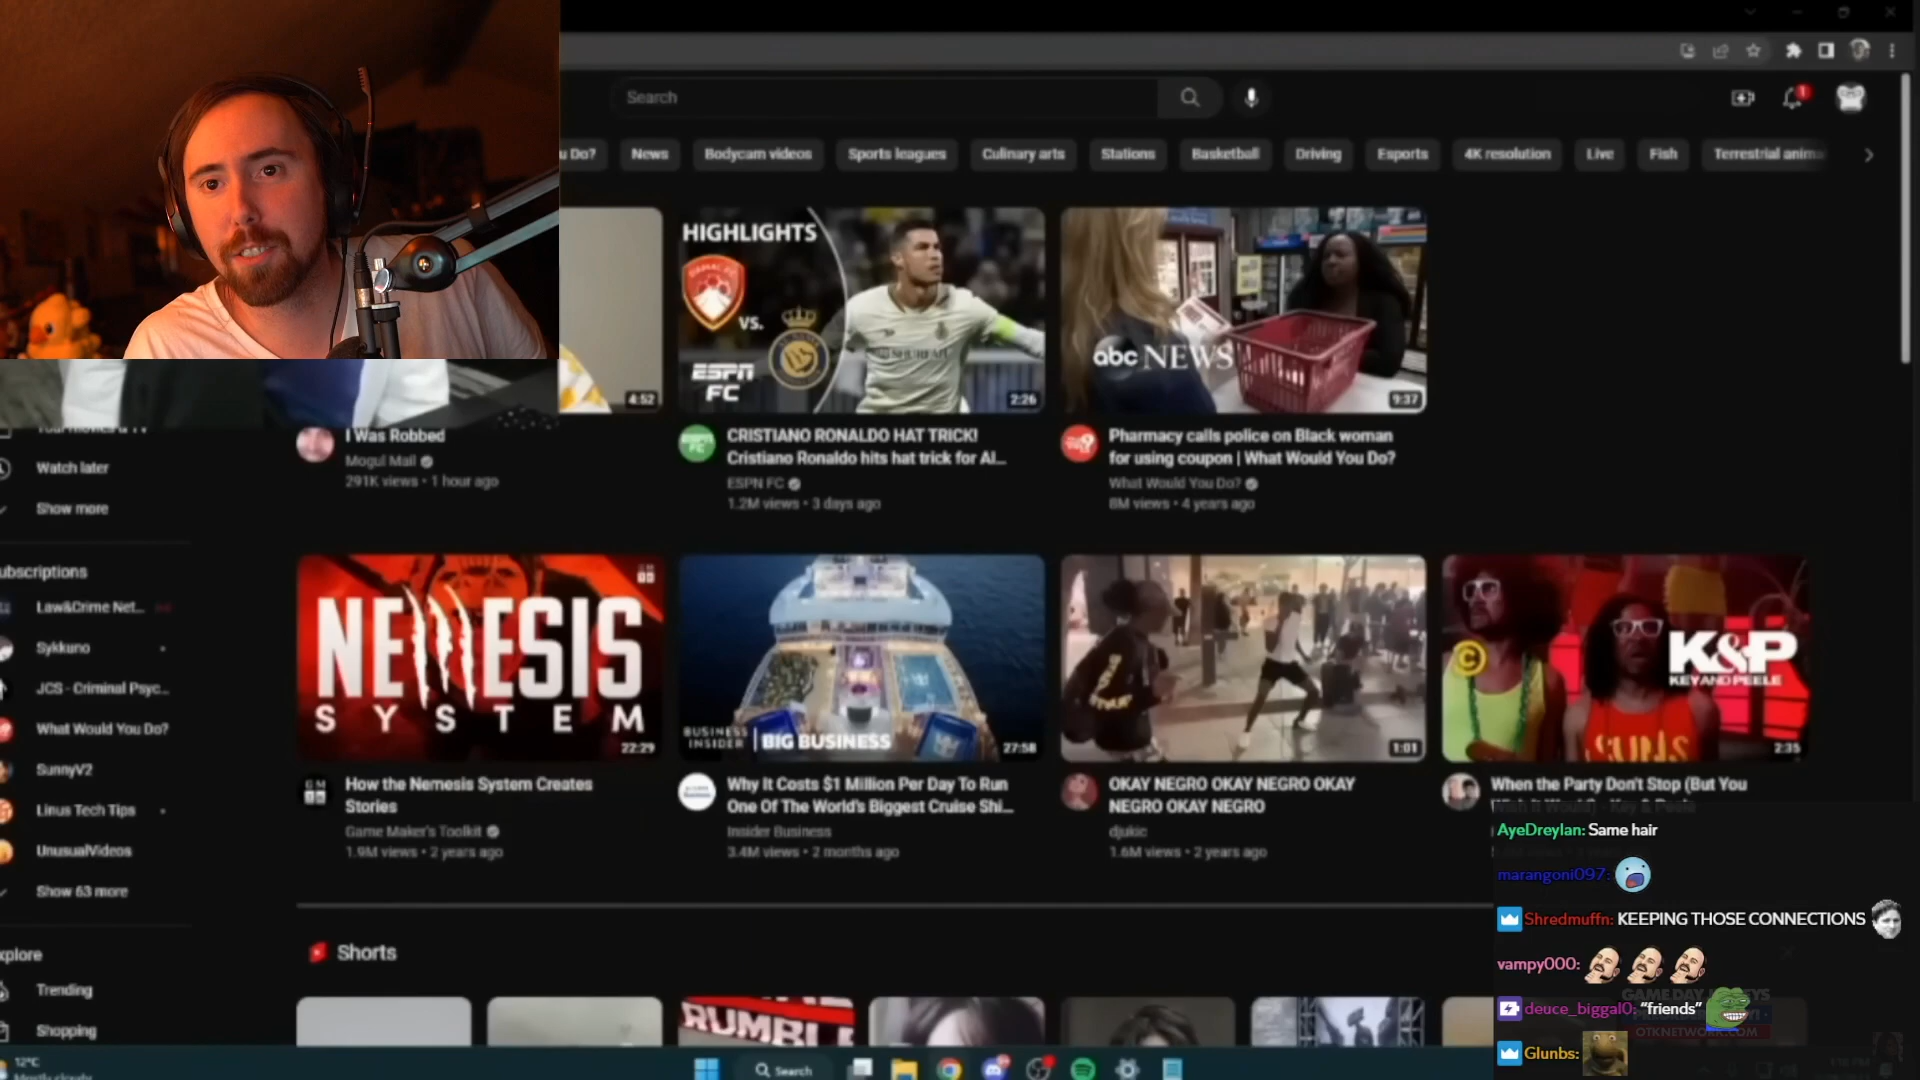 Search
u Do?
News
Bodycam videos
Sports leagues
Culinary arts
Stations
Basketball
Driving
Esports
4K resolution
Live
Fish
Terrestrial anima
1
4:52
HIGHLIGHTS
VS.
ESPN
FC
2:26
abc NEWS
9:37
Watch later
Show more
I Was Robbed
Mogul Mail
291K views • 1 hour ago
CRISTIANO RONALDO HAT TRICK!
Cristiano Ronaldo hits hat trick for Al...
ESPN FC
1.2M views • 3 days ago
Pharmacy calls police on Black woman
for using coupon | What Would You Do?
What Would You Do?
8M views • 4 years ago
ubscriptions
Law&Crime Net...
Sykkuno
JCS - Criminal Psyc...
What Would You Do?
SunnyV2
Linus Tech Tips
UnusualVideos
Show 63 more
xplore
Trending
Shopping
NEMESIS
SYSTEM
22:29
BUSINESS
INSIDER
BIG BUSINESS
27:58
1:01
K&P
KEY AND PEELE
2:35
How the Nemesis System Creates
Stories
Game Maker's Toolkit
1.9M views • 2 years ago
Why It Costs $1 Million Per Day To Run
One Of The World's Biggest Cruise Shi...
Insider Business
3.4M views • 2 months ago
OKAY NEGRO OKAY NEGRO OKAY
NEGRO OKAY NEGRO
djukic
1.6M views • 2 years ago
When the Party Don't Stop (But You
Shorts
RUMBL
AyeDreylan: Same hair
marangoni097:
Shredmuffn: KEEPING THOSE CONNECTIONS
vampy000:
deuce_biggal0: "friends"
OTKNETWORK.COM
Glunbs:
12°C
Mostly cloudy
Search